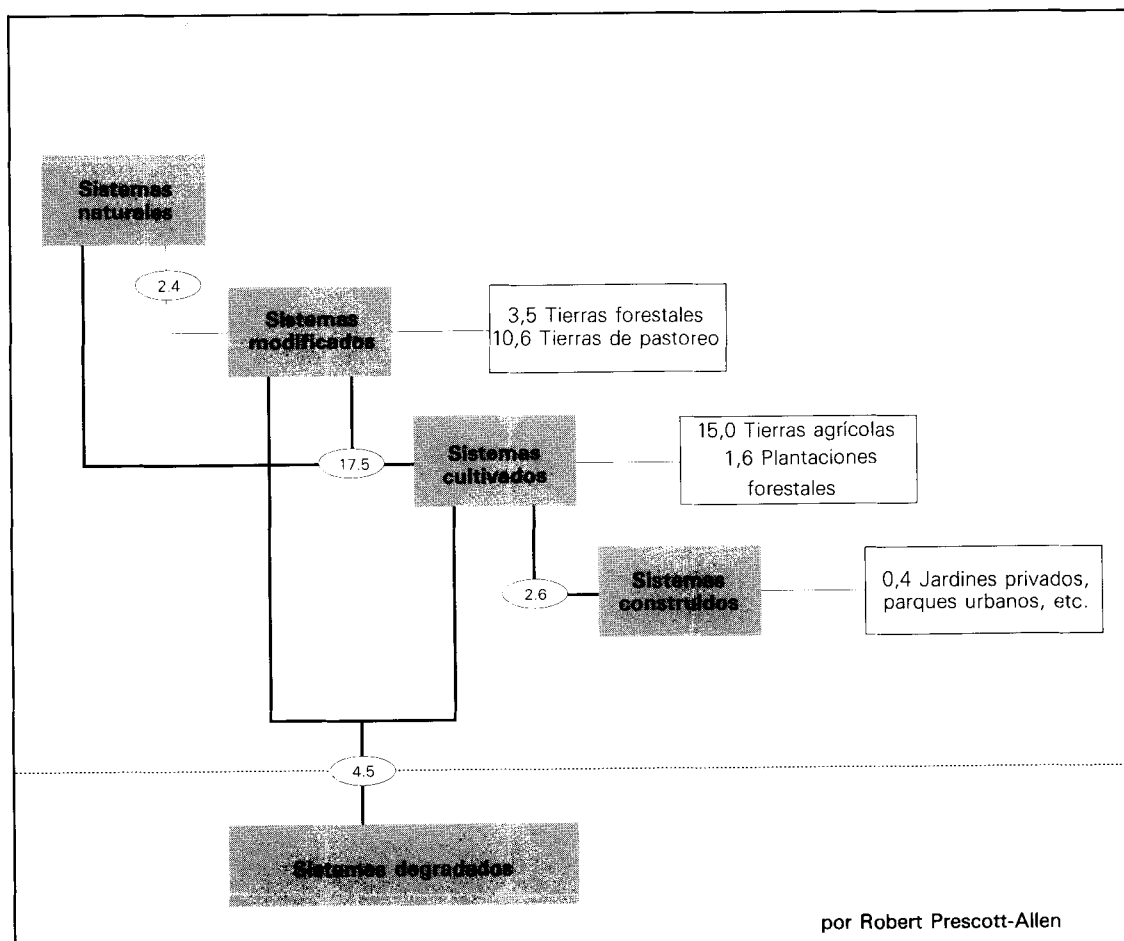 Sistemas
naturales
2.4
Sistemas
modificados
3,5 Tierras forestales
10,6 Tierras de pastoreo
17.5
Sistemas
cultivados
15,0 Tierras agrícolas
1,6 Plantaciones
forestales
2.6
Sistemas
construidos
0,4 Jardines privados,
parques urbanos, etc.
4.5
Sistemas degradados
por Robert Prescott-Allen